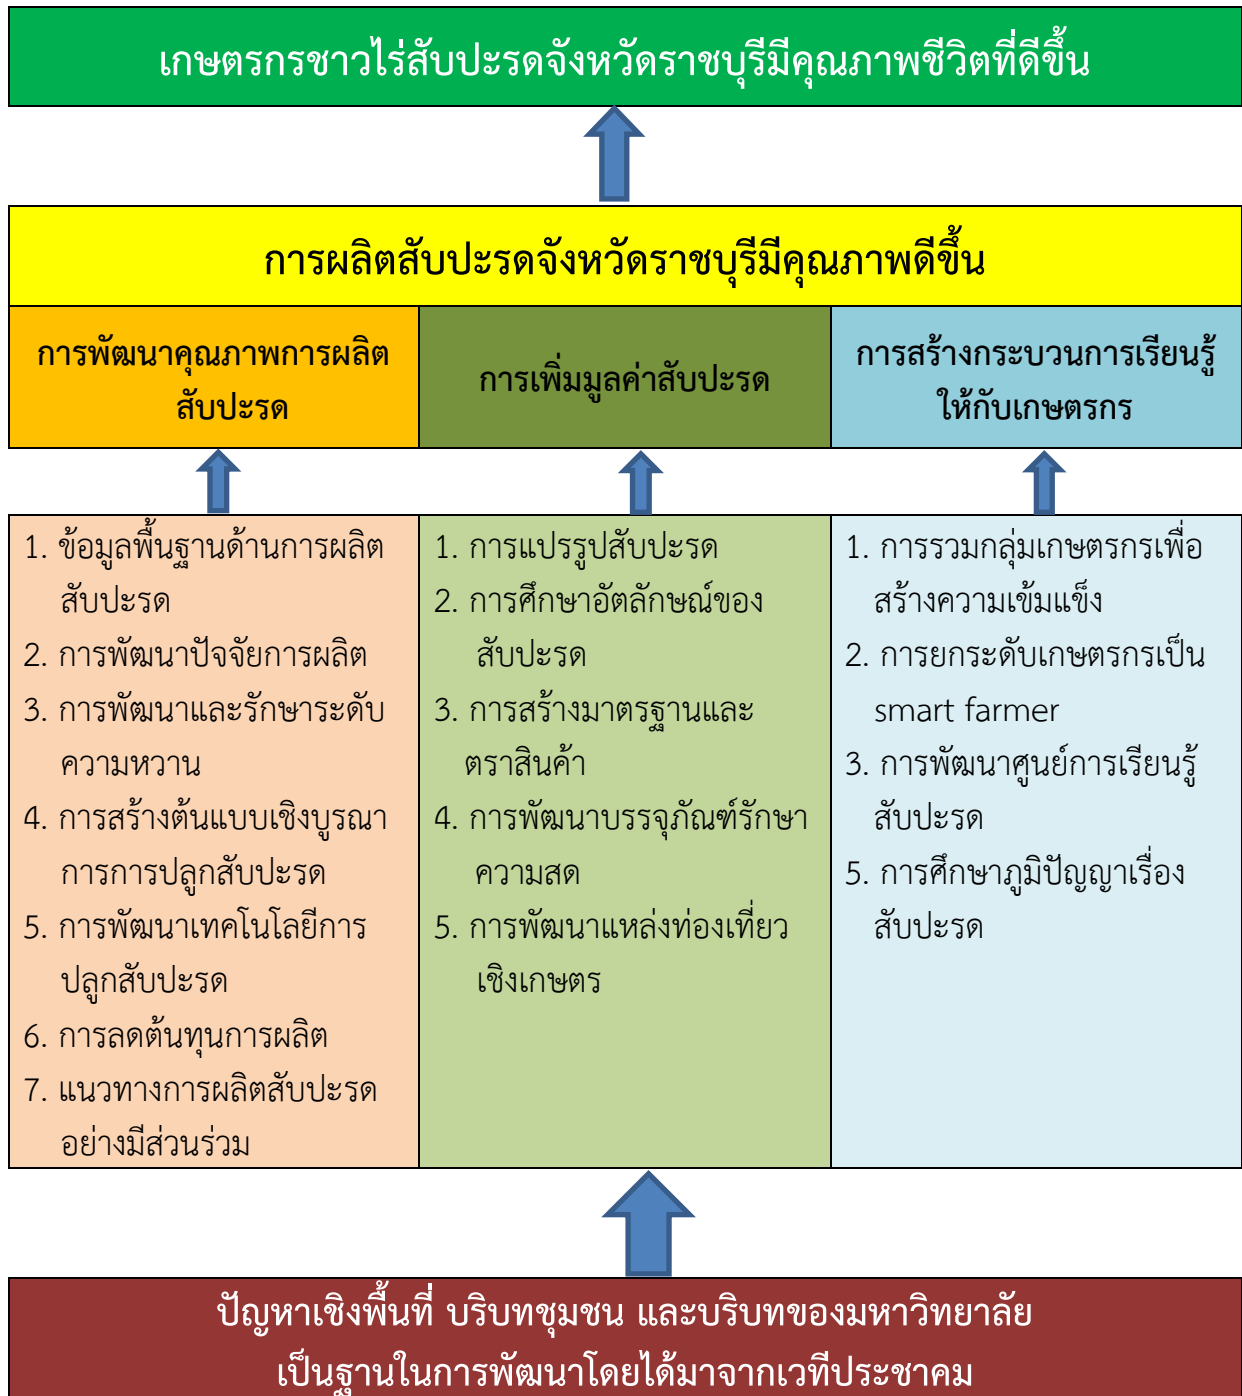 เกษตรกรชาวไร่สับปะรดจังหวัดราชบุรีมีคุณภาพชีวิตที่ดีขึ้น
การผลิตสับปะรดจังหวัดราชบุรีมีคุณภาพดีขึ้น
การพัฒนาคุณภาพการผลิต
สับปะรด
การเพิ่มมูลค่าสับปะรด
การสร้างกระบวนการเรียนรู้
ให้กับเกษตรกร
1. ข้อมูลพื้นฐานด้านการผลิต
สับปะรด
2. การพัฒนาปัจจัยการผลิต
3. การพัฒนาและรักษาระดับ
ความหวาน
4. การสร้างต้นแบบเชิงบูรณา
การการปลูกสับปะรด
5. การพัฒนาเทคโนโลยีการ
ปลูกสับปะรด
6. การลดต้นทุนการผลิต
7. แนวทางการผลิตสับปะรด
อย่างมีส่วนร่วม
1. การแปรรูปสับปะรด
2. การศึกษาอัตลักษณ์ของ
สับปะรด
3. การสร้างมาตรฐานและ
ตราสินค้า
4. การพัฒนาบรรจุภัณฑ์รักษา
ความสด
5. การพัฒนาแหล่งท่องเที่ยว
เชิงเกษตร
1. การรวมกลุ่มเกษตรกรเพื่อ
สร้างความเข้มแข็ง
2. การยกระดับเกษตรกรเป็น
smart farmer
3. การพัฒนาศูนย์การเรียนรู้
สับปะรด
5. การศึกษาภูมิปัญญาเรื่อง
สับปะรด
ปัญหาเชิงพื้นที่ บริบทชุมชน และบริบทของมหาวิทยาลัย
เป็นฐานในการพัฒนาโดยได้มาจากเวทีประชาคม